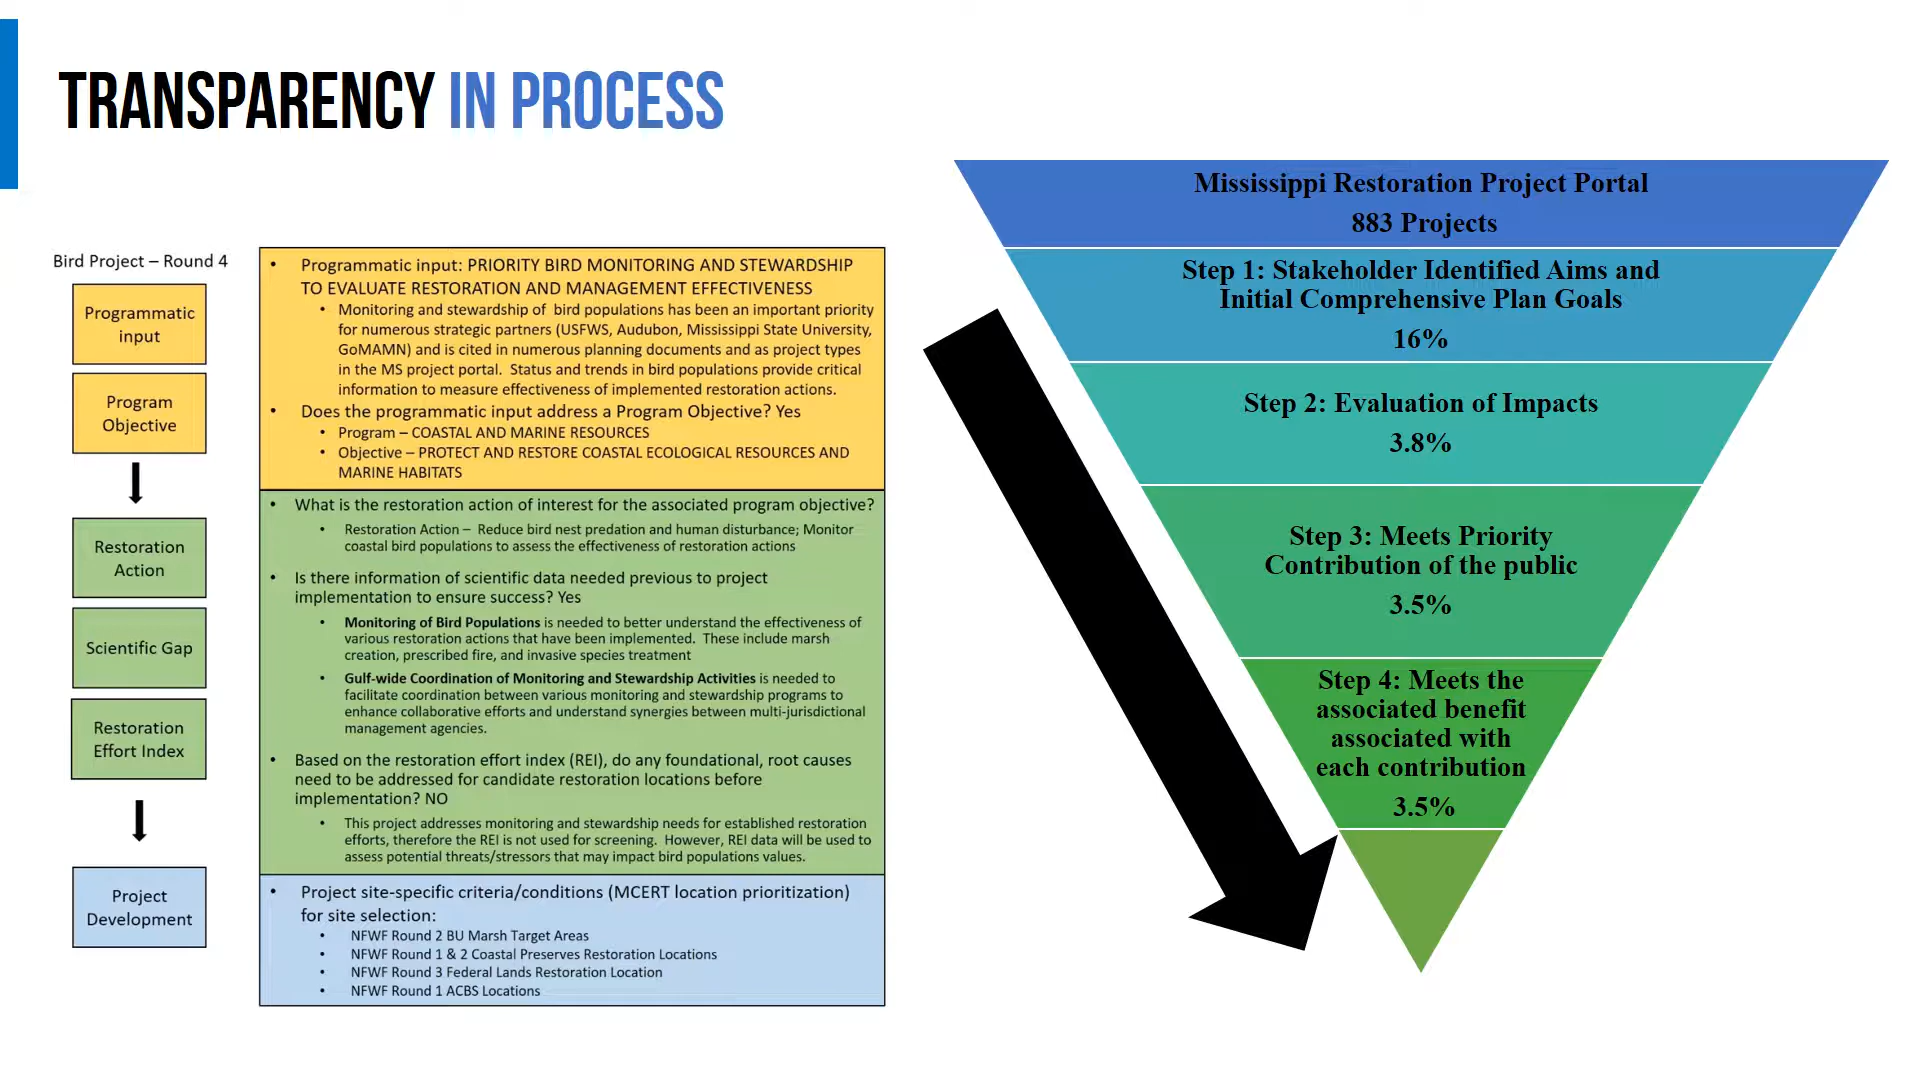 TRANSPARENCY IN PROCESS
Bird Project – Round 4
Programmatic
input
Program
Objective
Restoration
Action
Scientific Gap
Restoration
Effort Index
Project
Development
• Programmatic input: PRIORITY BIRD MONITORING AND STEWARDSHIP
TO EVALUATE RESTORATION AND MANAGEMENT EFFECTIVENESS
• Monitoring and stewardship of bird populations has been an important priority
for numerous strategic partners (USFWS, Audubon, Mississippi State University,
GoMAMN) and is cited in numerous planning documents and as project types
in the MS project portal. Status and trends in bird populations provide critical
information to measure effectiveness of implemented restoration actions.
• Does the programmatic input address a Program Objective? Yes
• Program – COASTAL AND MARINE RESOURCES
• Objective – PROTECT AND RESTORE COASTAL ECOLOGICAL RESOURCES AND
MARINE HABITATS
• What is the restoration action of interest for the associated program objective?
• Restoration Action – Reduce bird nest predation and human disturbance; Monitor
coastal bird populations to assess the effectiveness of restoration actions
• Is there information of scientific data needed previous to project
implementation to ensure success? Yes
• Monitoring of Bird Populations is needed to better understand the effectiveness of
various restoration actions that have been implemented. These include marsh
creation, prescribed fire, and invasive species treatment
• Gulf-wide Coordination of Monitoring and Stewardship Activities is needed to
facilitate coordination between various monitoring and stewardship programs to
enhance collaborative efforts and understand synergies between multi-jurisdictional
management agencies.
• Based on the restoration effort index (REI), do any foundational, root causes
need to be addressed for candidate restoration locations before
implementation? NO
• This project addresses monitoring and stewardship needs for established restoration
efforts, therefore the REI is not used for screening. However, REI data will be used to
assess potential threats/stressors that may impact bird populations values.
• Project site-specific criteria/conditions (MCERT location prioritization)
for site selection:
• NFWF Round 2 BU Marsh Target Areas
• NFWF Round 1 & 2 Coastal Preserves Restoration Locations
• NFWF Round 3 Federal Lands Restoration Location
• NFWF Round 1 ACBS Locations
Mississippi Restoration Project Portal
883 Projects
Step 1: Stakeholder Identified Aims and
Initial Comprehensive Plan Goals
16%
Step 2: Evaluation of Impacts
3.8%
Step 3: Meets Priority
Contribution of the public
3.5%
Step 4: Meets the
associated benefit
associated with
each contribution
3.5%